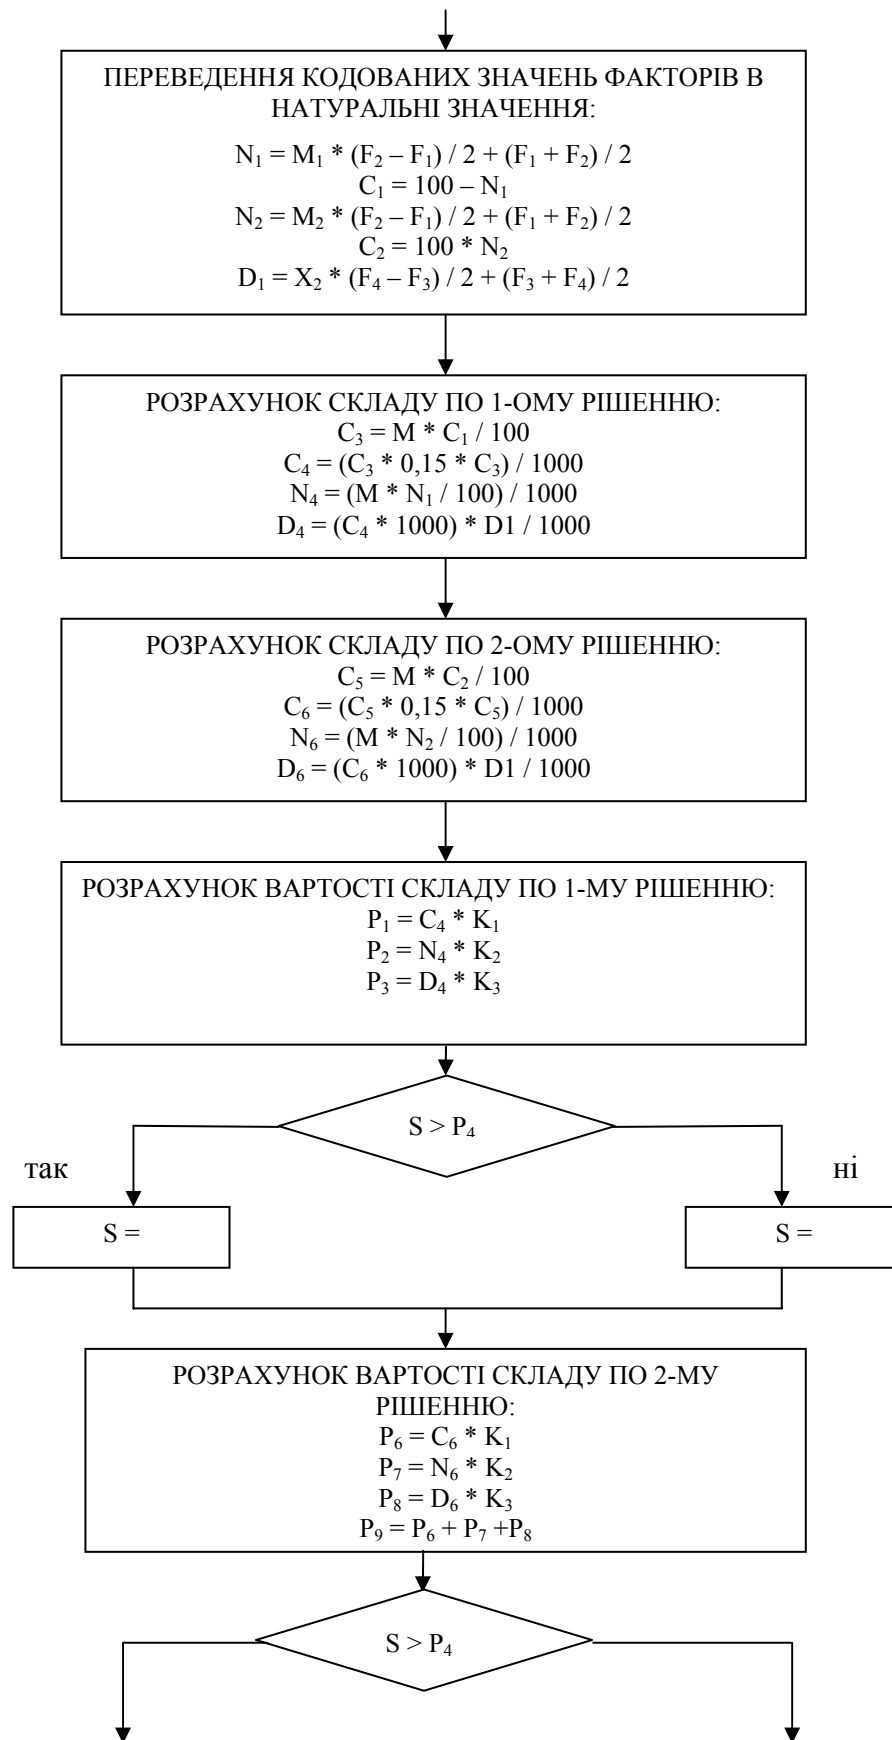 ПЕРЕВЕДЕННЯ КОДОВАНИХ ЗНАЧЕНЬ ФАКТОРІВ В
НАТУРАЛЬНІ ЗНАЧЕННЯ:
N₁ = M₁ * (F₂ – F₁) / 2 + (F₁ + F₂) / 2
C₁ = 100 – N₁
N₂ = M₂ * (F₂ – F₁) / 2 + (F₁ + F₂) / 2
C₂ = 100 * N₂
D₁ = X₂ * (F₄ – F₃) / 2 + (F₃ + F₄) / 2
РОЗРАХУНОК СКЛАДУ ПО 1-ОМУ РІШЕННЮ:
C₃ = M * C₁ / 100
C₄ = (C₃ * 0,15 * C₃) / 1000
N₄ = (M * N₁ / 100) / 1000
D₄ = (C₄ * 1000) * D1 / 1000
РОЗРАХУНОК СКЛАДУ ПО 2-ОМУ РІШЕННЮ:
C₅ = M * C₂ / 100
C₆ = (C₅ * 0,15 * C₅) / 1000
N₆ = (M * N₂ / 100) / 1000
D₆ = (C₆ * 1000) * D1 / 1000
РОЗРАХУНОК ВАРТОСТІ СКЛАДУ ПО 1-МУ РІШЕННЮ:
P₁ = C₄ * K₁
P₂ = N₄ * K₂
P₃ = D₄ * K₃
S > P₄
так
ні
S =
S =
РОЗРАХУНОК ВАРТОСТІ СКЛАДУ ПО 2-МУ
РІШЕННЮ:
P₆ = C₆ * K₁
P₇ = N₆ * K₂
P₈ = D₆ * K₃
P₉ = P₆ + P₇ +P₈
S > P₄